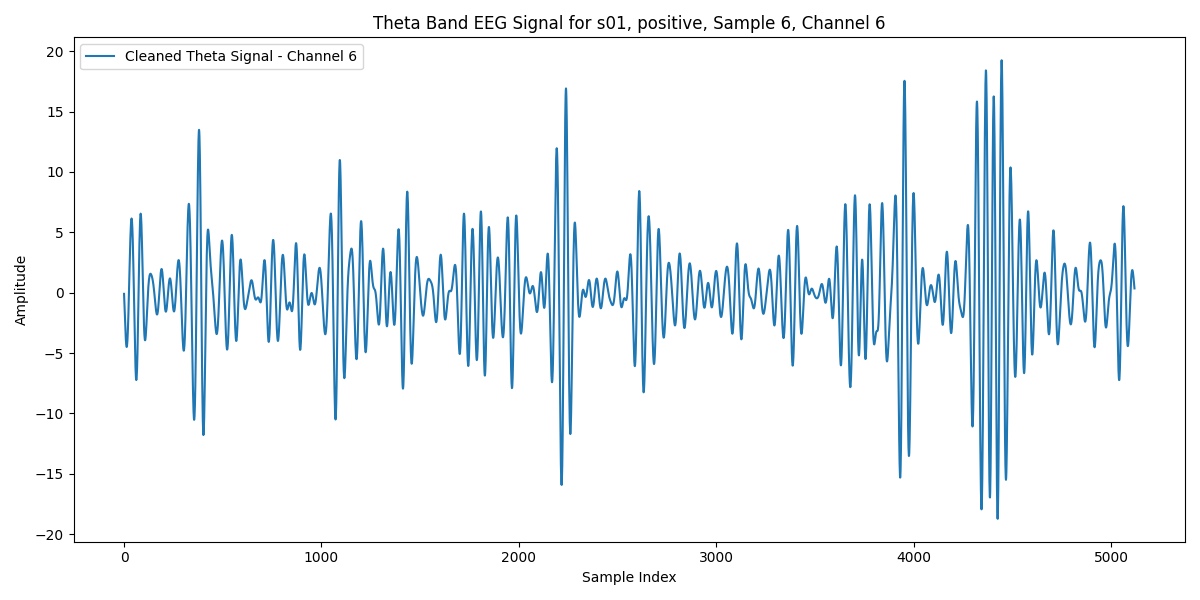 Theta Band EEG Signal for s01, positive, Sample 6, Channel 6
Cleaned Theta Signal - Channel 6
Amplitude
20
15
10
5
0
−5
−10
−15
−20
0 1000 2000 3000 4000 5000
Sample Index